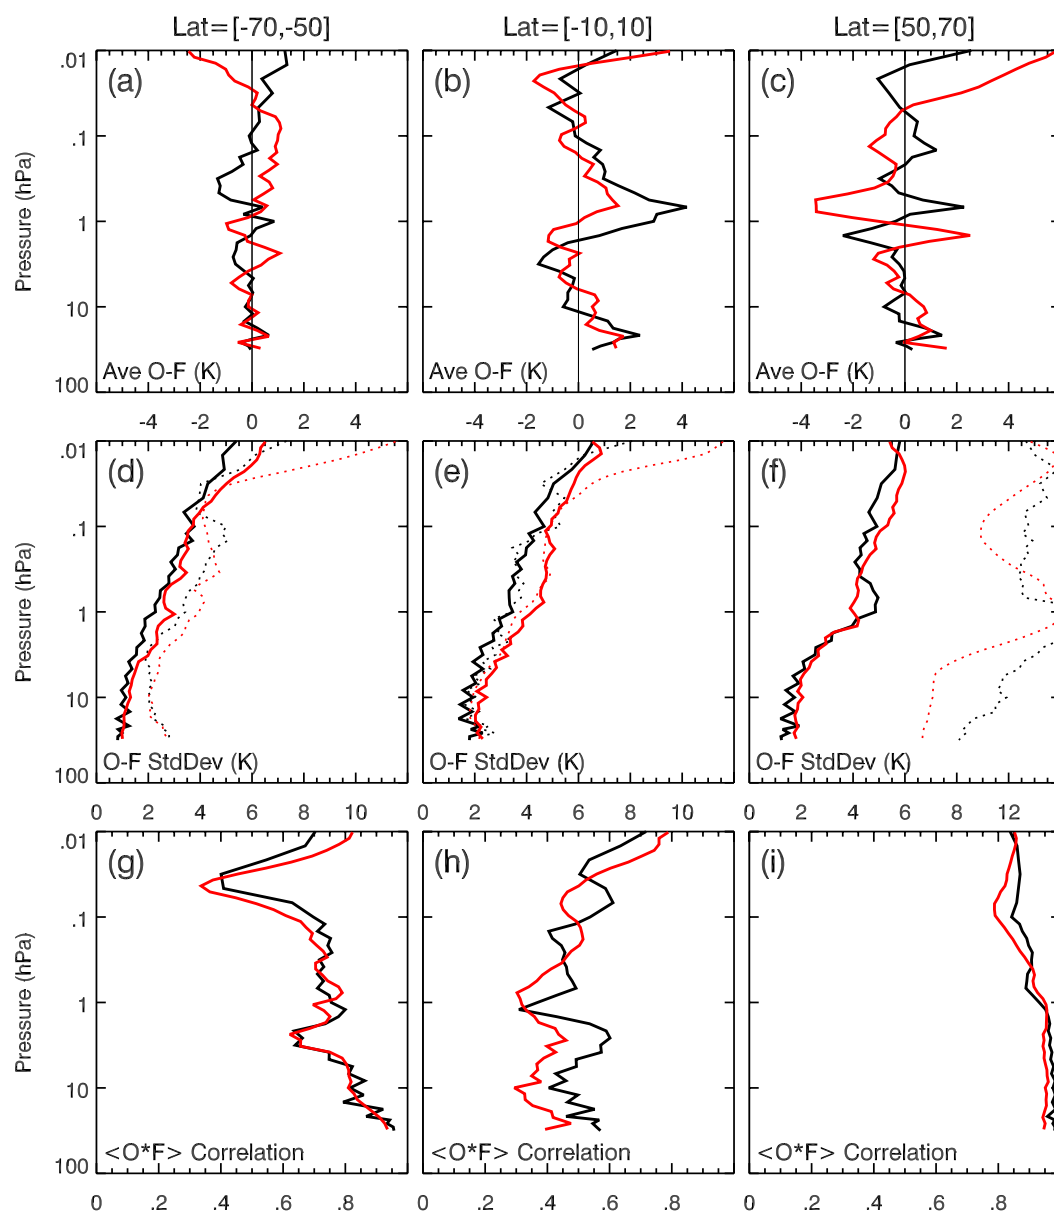 Lat=[-70,-50] Lat=[-10,10] Lat=[50,70]
.01 (a) (b) (c)
.1
Pressure (hPa)
1
10
100 Ave O-F (K) Ave O-F (K) Ave O-F (K)
-4 -2 0 2 4 -4 -2 0 2 4 -4 -2 0 2 4
.01 (d) (e) (f)
.1
Pressure (hPa)
1
10
100 O-F StdDev (K) O-F StdDev (K) O-F StdDev (K)
0 2 4 6 8 10 0 2 4 6 8 10 0 2 4 6 8 12
.01 (g) (h) (i)
.1
Pressure (hPa)
1
10
100 <O*F> Correlation <O*F> Correlation <O*F> Correlation
0 .2 .4 .6 .8 0 .2 .4 .6 .8 0 .2 .4 .6 .8